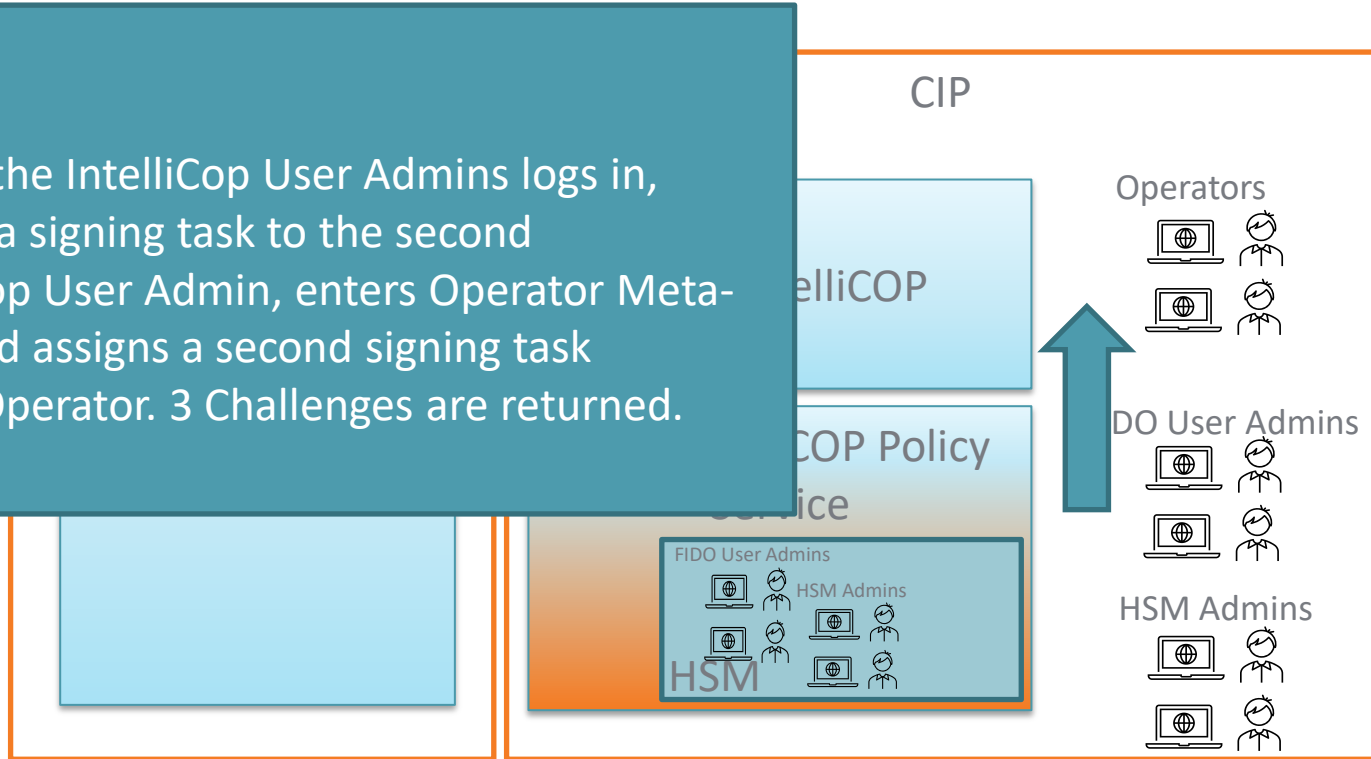 the IntelliCop User Admins logs in,
a signing task to the second
op User Admin, enters Operator Meta-
d assigns a second signing task
Operator. 3 Challenges are returned.
CIP
elliCOP
COP Policy
ice
FIDO User Admins
HSM Admins
HSM
Operators
DO User Admins
HSM Admins